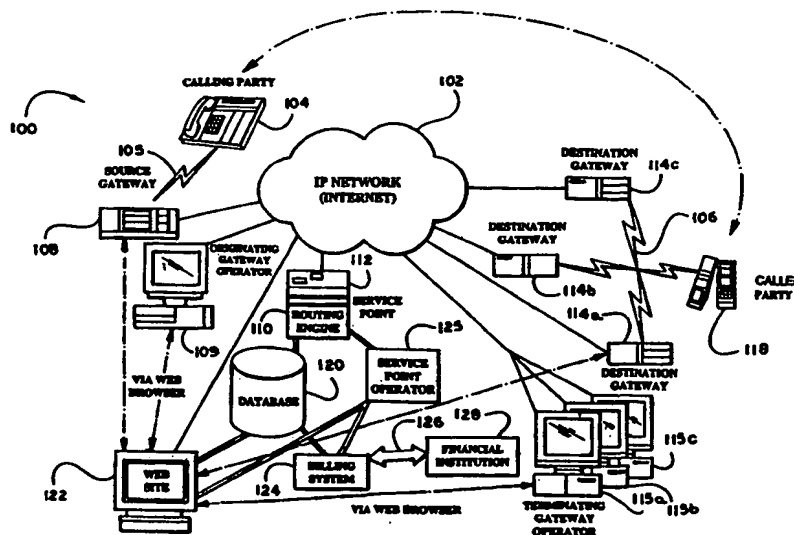 CALLING PARTY
104
102
100
105
SOURCE
GATEWAY
108
IP NETWORK
(INTERNET)
DESTINATION
GATEWAY
114c
106
ORIGINATING
GATEWAY
OPERATOR
112
SERVICE
POINT
DESTINATION
GATEWAY
114b
CALLED
PARTY
118
110
ROUTING
ENGINE
125
114a
109
120
SERVICE
POINT
OPERATOR
DESTINATION
GATEWAY
VIA WEB
BROWSER
DATABASE
126
128
122
WEB
SITE
124
BILLING
SYSTEM
FINANCIAL
INSTITUTION
115c
115a
115b
VIA WEB BROWSER
TERMINATING
GATEWAY
OPERATOR